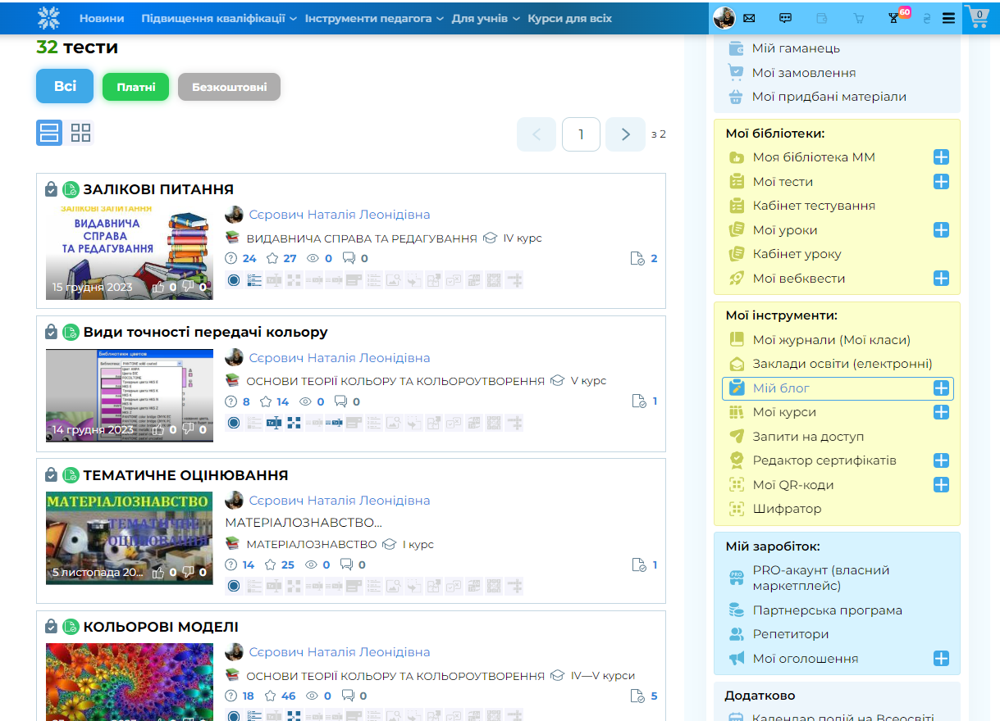 Новини Підвищення кваліфікації Інструменти педагога Для учнів Курси для всіх
60
0
32 тести
Всі Платні Безкоштовні
1 з 2
ЗАЛІКОВІ ПИТАННЯ
ЗАЛІКОВІ ЗАПИТАННЯ
ВИДАВНИЧА
СПРАВА
ТА РЕДАГУВАННЯ
15 грудня 2023 0 0
Сєрович Наталія Леонідівна
ВИДАВНИЧА СПРАВА ТА РЕДАГУВАННЯ IV курс
24 27 0 0 2
Види точності передачі кольору
Библиотеки цветов
14 грудня 2023 0 0
Сєрович Наталія Леонідівна
ОСНОВИ ТЕОРІЇ КОЛЬОРУ ТА КОЛЬОРОУТВОРЕННЯ V курс
8 14 0 0 1
ТЕМАТИЧНЕ ОЦІНЮВАННЯ
МАТЕРІАЛОЗНАВСТВО
ТЕМАТИЧНЕ
ОЦІНЮВАННЯ
5 листопада 20... 0 0
Сєрович Наталія Леонідівна
МАТЕРІАЛОЗНАВСТВО...
МАТЕРІАЛОЗНАВСТВО І курс
14 25 0 0 1
КОЛЬОРОВІ МОДЕЛІ
Сєрович Наталія Леонідівна
ОСНОВИ ТЕОРІЇ КОЛЬОРУ ТА КОЛЬОРОУТВОРЕННЯ IV—V курси
18 46 0 0 5
Мій гаманець
Мої замовлення
Мої придбані матеріали
Мої бібліотеки:
Моя бібліотека ММ
Мої тести
Кабінет тестування
Мої уроки
Кабінет уроку
Мої вебквести
Мої інструменти:
Мої журнали (Мої класи)
Заклади освіти (електронні)
Мій блог
Мої курси
Запити на доступ
Редактор сертифікатів
Мої QR-коди
Шифратор
Мій заробіток:
PRO-акаунт (власний
маркетплейс)
Партнерська програма
Репетитори
Мої оголошення
Додатково
Календар подій на Всеосвіті